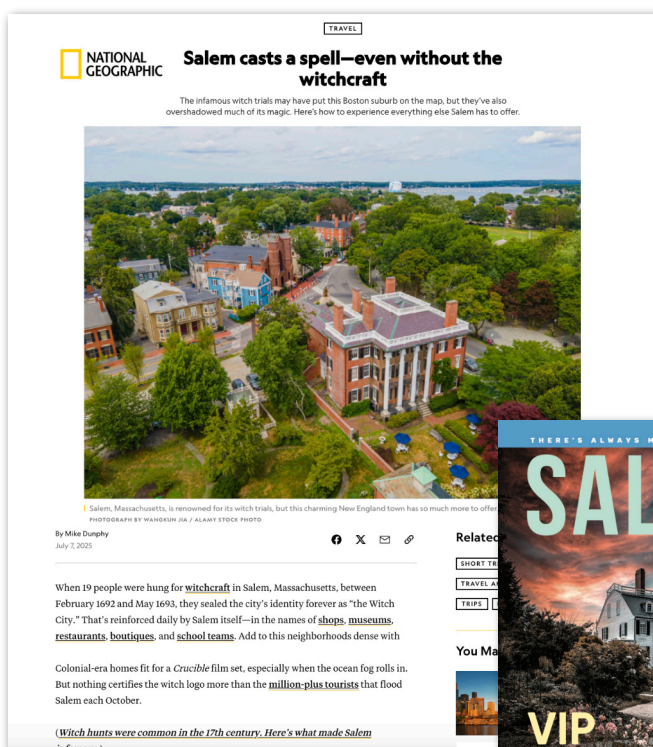 TRAVEL
NATIONAL
GEOGRAPHIC
Salem casts a spell—even without the
witchcraft
The infamous witch trials may have put this Boston suburb on the map, but they've also
overshadowed much of its magic. Here's how to experience everything else Salem has to offer.
Salem, Massachusetts, is renowned for its witch trials, but this charming New England town has so much more to offer.
PHOTOGRAPH BY WANGKUN JIA / ALAMY STOCK PHOTO
By Mike Dunphy
July 7, 2025
When 19 people were hung for witchcraft in Salem, Massachusetts, between
February 1692 and May 1693, they sealed the city's identity forever as “the Witch
City.” That's reinforced daily by Salem itself—in the names of shops, museums,
restaurants, boutiques, and school teams. Add to this neighborhoods dense with
Colonial-era homes fit for a Crucible film set, especially when the ocean fog rolls in.
But nothing certifies the witch logo more than the million-plus tourists that flood
Salem each October.
(Witch hunts were common in the 17th century. Here's what made Salem
Related
SHORT TRI
TRAVEL A
TRIPS
You Ma
THERE'S ALWAYS M
SAL
VIP